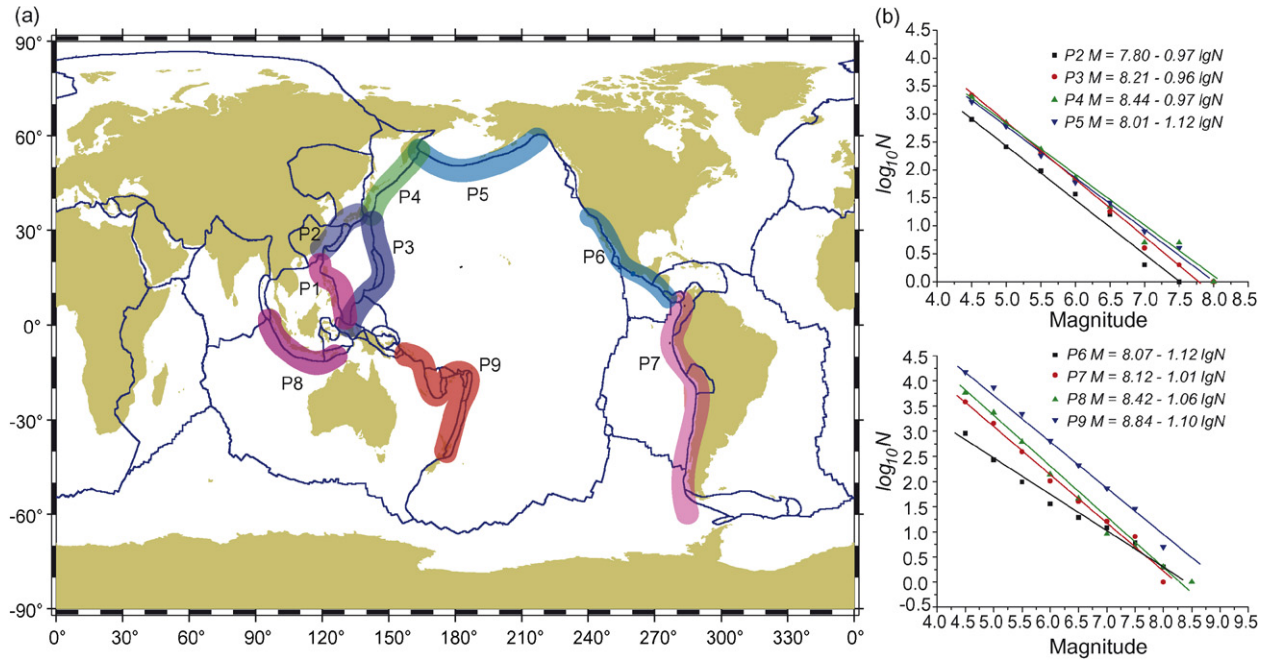 (a)
90°
60°
30°
0°
-30°
-60°
-90°
0°
30°
60°
90°
120°
150°
180°
210°
240°
270°
300°
330°
0°
P1
P2
P3
P4
P5
P6
P7
P8
P9
(b)
4.5
4.0
3.5
3.0
2.5
2.0
1.5
1.0
0.5
0.0
log10N
P2 M = 7.80 - 0.97 lgN
P3 M = 8.21 - 0.96 lgN
P4 M = 8.44 - 0.97 lgN
P5 M = 8.01 - 1.12 lgN
4.0 4.5 5.0 5.5 6.0 6.5 7.0 7.5 8.0 8.5
Magnitude
4.5
4.0
3.5
3.0
2.5
2.0
1.5
1.0
0.5
0.0
-0.5
log10N
P6 M = 8.07 - 1.12 lgN
P7 M = 8.12 - 1.01 lgN
P8 M = 8.42 - 1.06 lgN
P9 M = 8.84 - 1.10 lgN
4.0 4.5 5.0 5.5 6.0 6.5 7.0 7.5 8.0 8.5 9.0 9.5
Magnitude